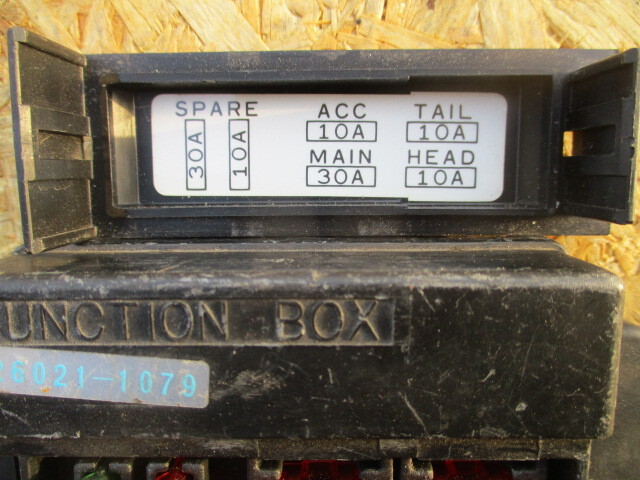 SPARE ACC TAIL
30A 10A 10A 10A
MAIN HEAD
30A 10A
UNCTION BOX
26021-1079